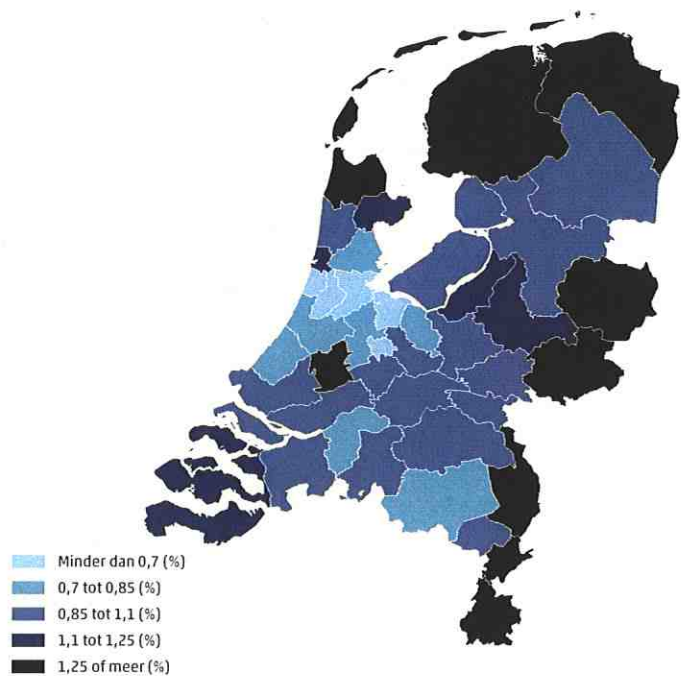 Minder dan 0,7 (%)
0,7 tot 0,85 (%)
0,85 tot 1,1 (%)
1,1 tot 1,25 (%)
1,25 of meer (%)